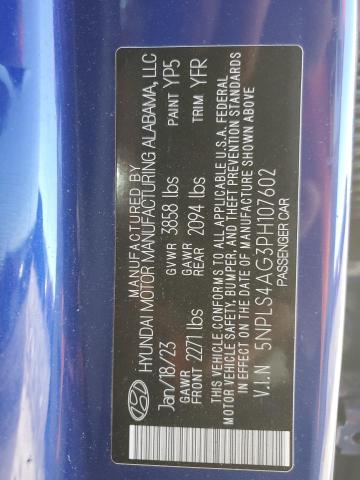 MANUFACTURED BY
HYUNDAI MOTOR MANUFACTURING ALABAMA, LLC
Jan/18/23 GVWR 3858 lbs PAINT YP5
GAWR GAWR
FRONT 2271 lbs REAR 2094 lbs TRIM YFR
THIS VEHICLE CONFORMS TO ALL APPLICABLE U.S.A. FEDERAL
MOTOR VEHICLE SAFETY, BUMPER, AND THEFT PREVENTION STANDARDS
IN EFFECT ON THE DATE OF MANUFACTURE SHOWN ABOVE
V.I.N 5NPLS4AG3PH107602
PASSENGER CAR